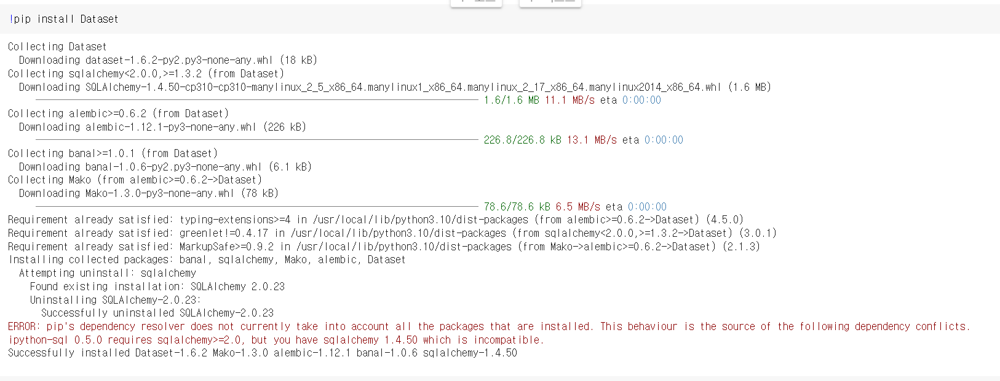 !pip install Dataset
Collecting Dataset
Downloading dataset-1.6.2-py2.py3-none-any.whl (18 kB)
Collecting sqlalchemy<2.0.0,>=1.3.2 (from Dataset)
Downloading SQLAlchemy-1.4.50-cp310-cp310-manylinux_2_5_x86_64.manylinux1_x86_64.manylinux_2_17_x86_64.manylinux2014_x86_64.whl (1.6 MB)
1.6/1.6 MB 11.1 MB/s eta 0:00:00
Collecting alembic>=0.6.2 (from Dataset)
Downloading alembic-1.12.1-py3-none-any.whl (226 kB)
226.8/226.8 kB 13.1 MB/s eta 0:00:00
Collecting banal>=1.0.1 (from Dataset)
Downloading banal-1.0.6-py2.py3-none-any.whl (6.1 kB)
Collecting Mako (from alembic>=0.6.2->Dataset)
Downloading Mako-1.3.0-py3-none-any.whl (78 kB)
78.6/78.6 kB 6.5 MB/s eta 0:00:00
Requirement already satisfied: typing-extensions>=4 in /usr/local/lib/python3.10/dist-packages (from alembic>=0.6.2->Dataset) (4.5.0)
Requirement already satisfied: greenlet!=0.4.17 in /usr/local/lib/python3.10/dist-packages (from sqlalchemy<2.0.0,>=1.3.2->Dataset) (3.0.1)
Requirement already satisfied: MarkupSafe>=0.9.2 in /usr/local/lib/python3.10/dist-packages (from Mako->alembic>=0.6.2->Dataset) (2.1.3)
Installing collected packages: banal, sqlalchemy, Mako, alembic, Dataset
Attempting uninstall: sqlalchemy
Found existing installation: SQLAlchemy 2.0.23
Uninstalling SQLAlchemy-2.0.23:
Successfully uninstalled SQLAlchemy-2.0.23
ERROR: pip's dependency resolver does not currently take into account all the packages that are installed. This behaviour is the source of the following dependency conflicts.
ipython-sql 0.5.0 requires sqlalchemy>=2.0, but you have sqlalchemy 1.4.50 which is incompatible.
Successfully installed Dataset-1.6.2 Mako-1.3.0 alembic-1.12.1 banal-1.0.6 sqlalchemy-1.4.50